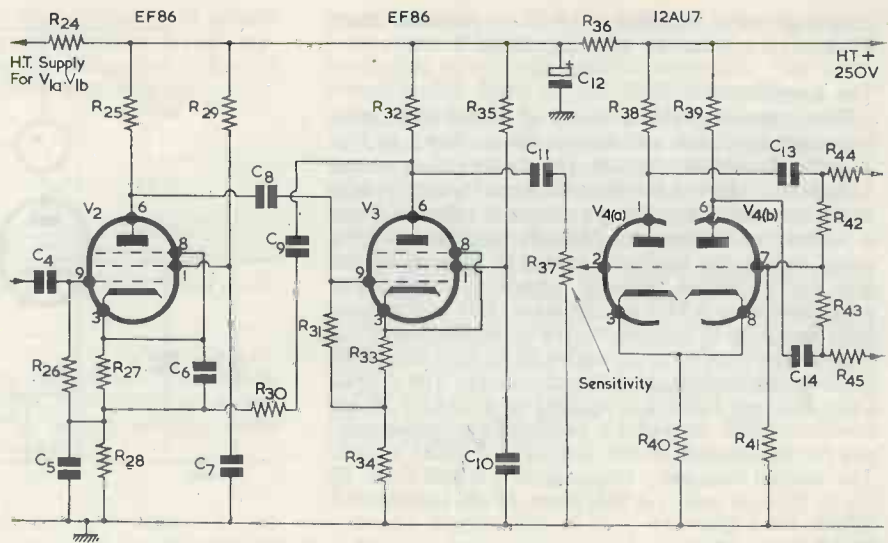 EF86
EF86
12AU7
R24
R36
H.T. Supply
For V1a.V1b
HT+
250V
C12
R25
R29
R32
R35
R38
R39
C8
C11
C13
R44
V2
6
V3
6
1
V4(a)
6
V4(b)
R42
C4
9
8
1
C9
9
8
1
R37
2
7
3
R31
3
3
8
R43
R26
R27
C6
R33
C14
R45
R30
Sensitivity
C5
R28
C7
R34
C10
R40
R41